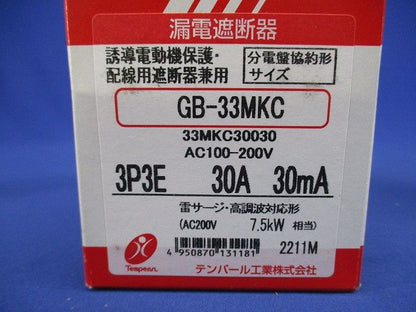 漏電遮断器
誘導電動機保護・
配線用遮断器兼用
分電盤協約形
サイズ
GB-33MKC
33MKC30030
AC100-200V
3P3E 30A 30mA
雷サージ・高調波対応形
(AC200V 7.5kW 相当)
Tempearl
4 950870 131181
2211M
テンパール工業株式会社